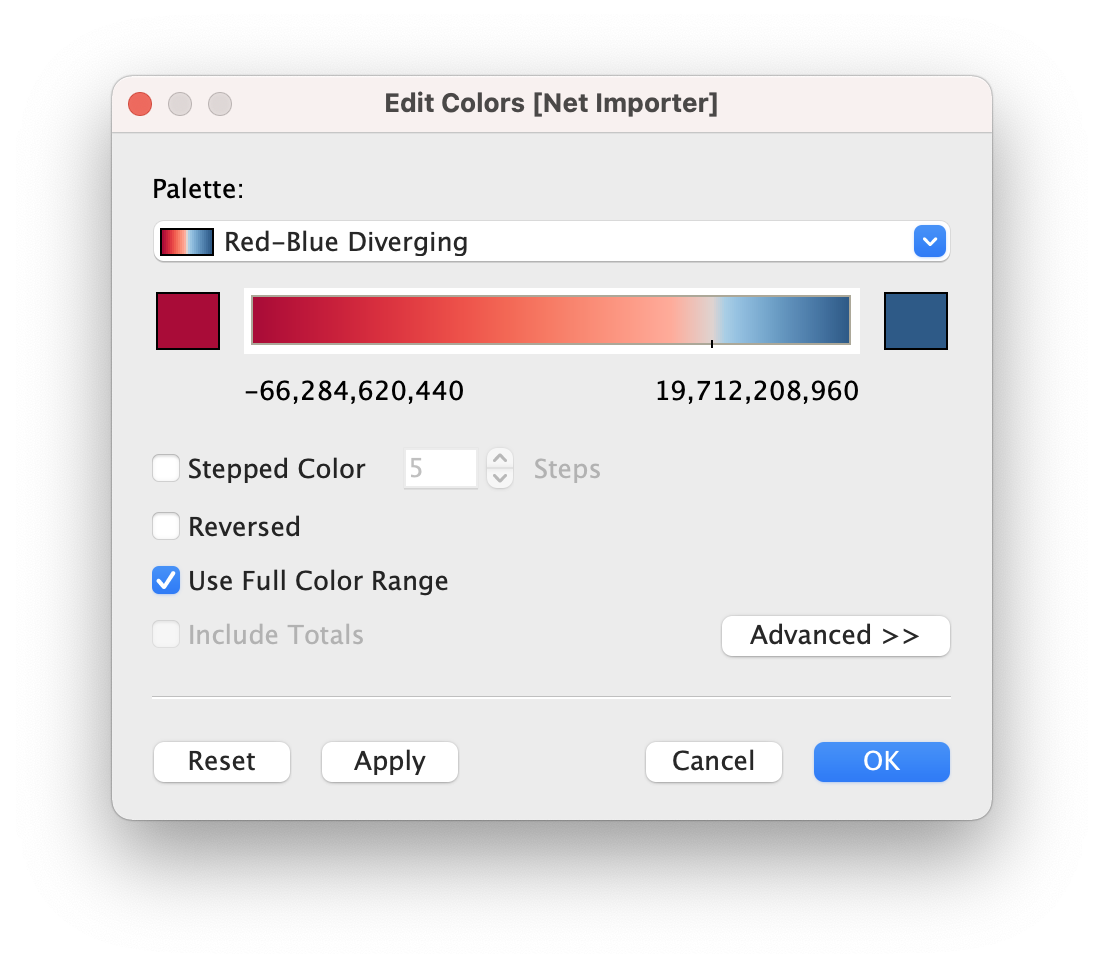 Edit Colors [Net Importer]
Palette:
Red-Blue Diverging
-66,284,620,440 19,712,208,960
Stepped Color 5 Steps
Reversed
Use Full Color Range
Include Totals Advanced >>
Reset Apply Cancel OK